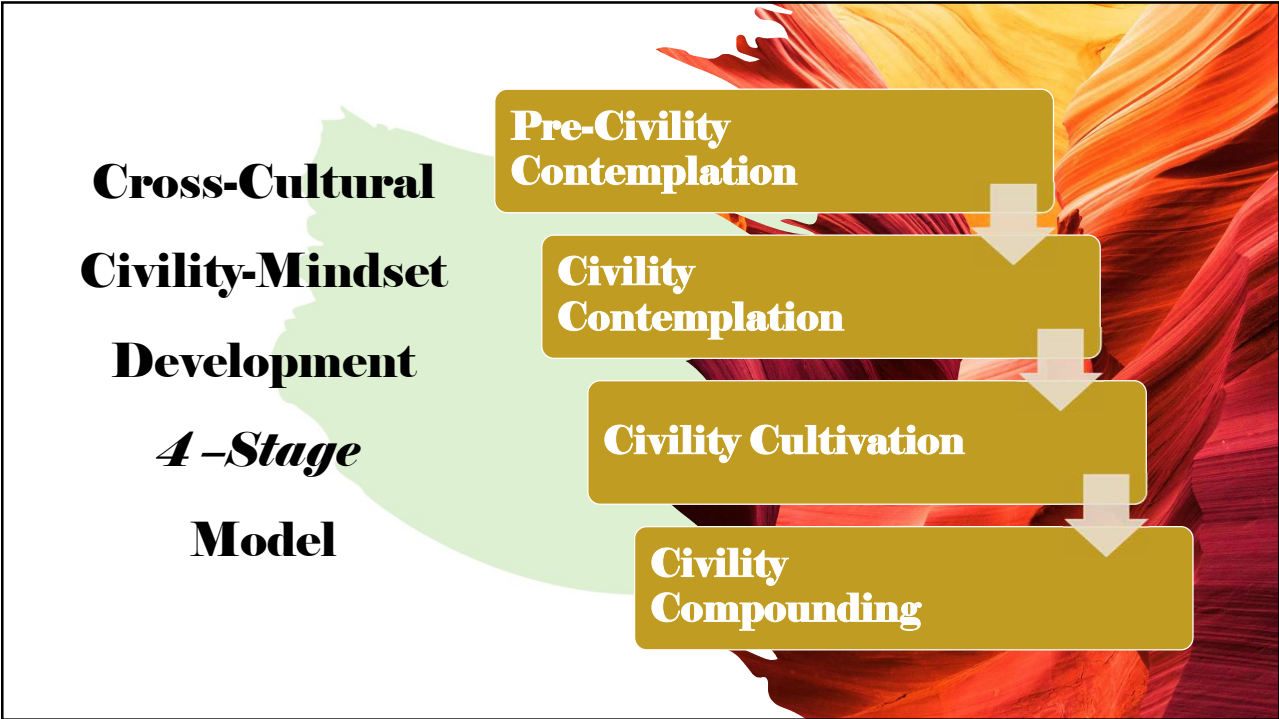 Cross-Cultural
Civility-Mindset
Development
4 –Stage
Model
Pre-Civility
Contemplation
Civility
Contemplation
Civility Cultivation
Civility
Compounding